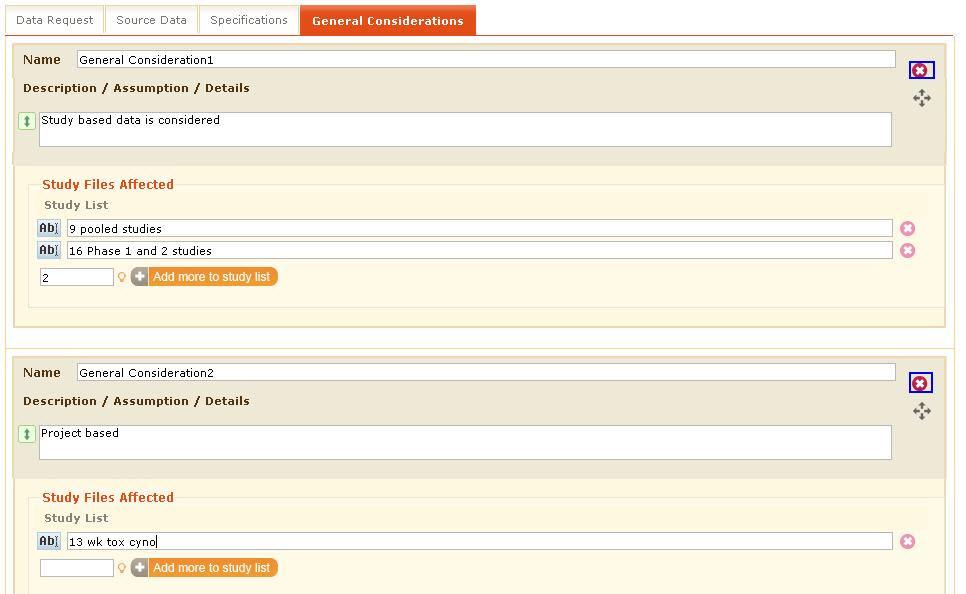 Data Request Source Data Specifications General Considerations
Name General Consideration1
Description / Assumption / Details
Study based data is considered
Study Files Affected
Study List
Ab 9 pooled studies
Ab 16 Phase 1 and 2 studies
2 Add more to study list
Name General Consideration2
Description / Assumption / Details
Project based
Study Files Affected
Study List
Ab 13 wk tox cyno
Add more to study list